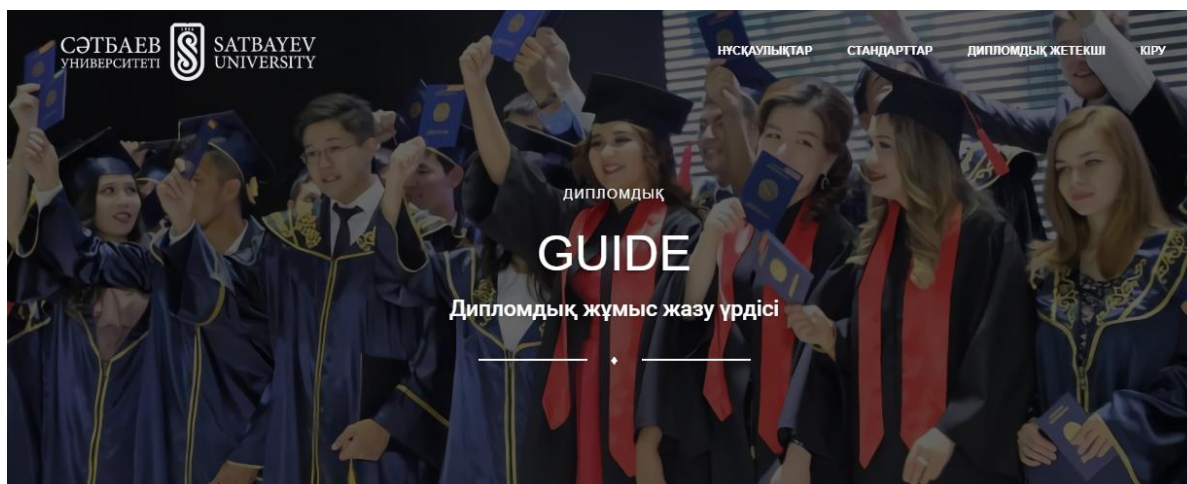 СӘТБАЕВ
УНИВЕРСИТЕТІ
SATBAYEV
UNIVERSITY
НҰСҚАУЛЫҚТАР СТАНДАРТТАР ДИПЛОМДЫҚ ЖЕТЕКШІ КІРУ
ДИПЛОМДЫҚ
GUIDE
Дипломдық жұмыс жазу үрдісі